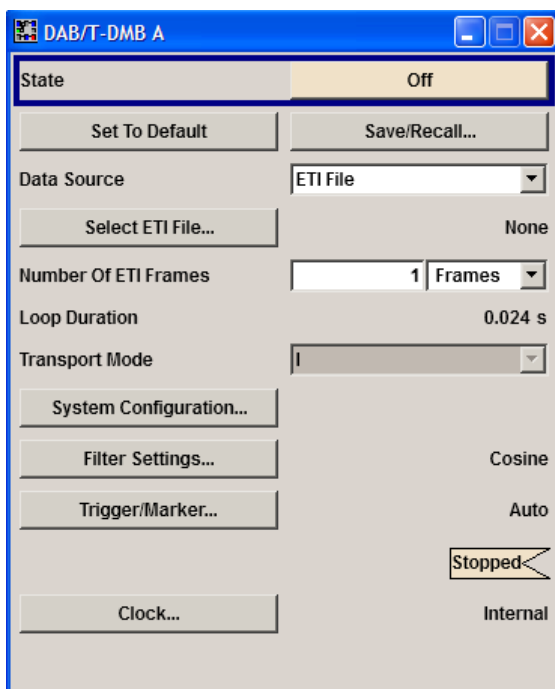 DAB/T-DMB A
State Off
Set To Default Save/Recall...
Data Source ETI File
Select ETI File... None
Number Of ETI Frames 1 Frames
Loop Duration 0.024 s
Transport Mode I
System Configuration...
Filter Settings... Cosine
Trigger/Marker... Auto
Stopped
Clock... Internal